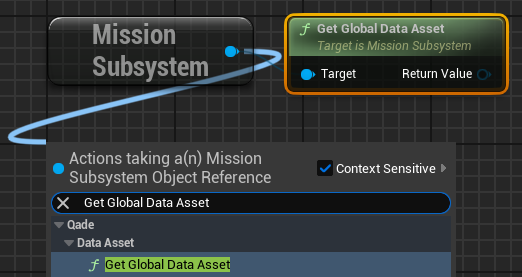 Mission
Subsystem
f Get Global Data Asset
Target is Mission Subsystem
Target Return Value
Actions taking a(n) Mission
Subsystem Object Reference
Context Sensitive
Get Global Data Asset
Qade
Data Asset
f Get Global Data Asset